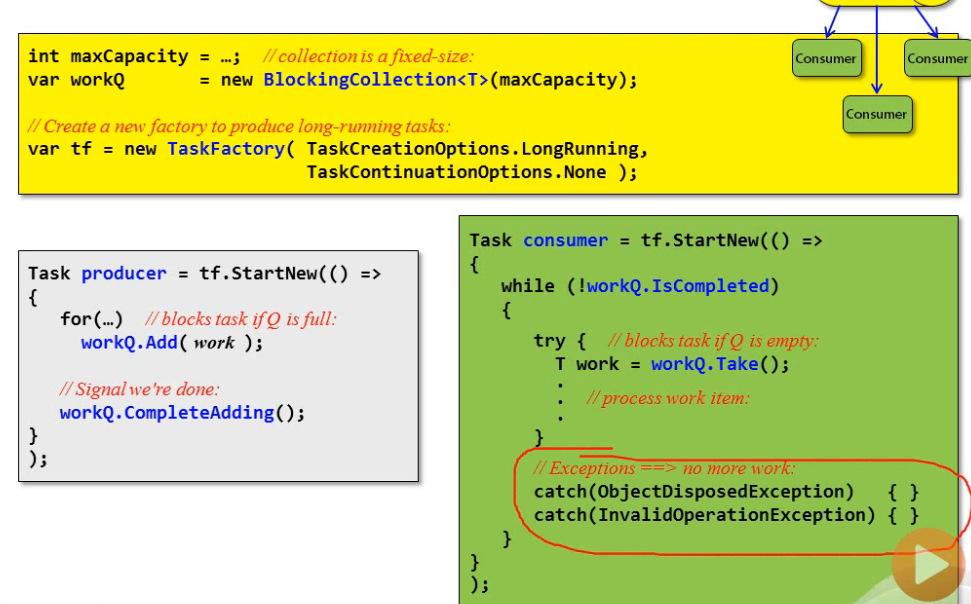 Consumer
Consumer
Consumer
int maxCapacity = …;  // collection is a fixed-size:
var workQ       = new BlockingCollection<T>(maxCapacity);
// Create a new factory to produce long-running tasks:
var tf = new TaskFactory( TaskCreationOptions.LongRunning,
TaskContinuationOptions.None );
Task producer = tf.StartNew(() =>
{
for(…)  // blocks task if Q is full:
workQ.Add( work );
// Signal we're done:
workQ.CompleteAdding();
}
);
Task consumer = tf.StartNew(() =>
{
while (!workQ.IsCompleted)
{
try {  // blocks task if Q is empty:
T work = workQ.Take();
.
.  // process work item:
.
}
// Exceptions ==> no more work:
catch(ObjectDisposedException)   { }
catch(InvalidOperationException) { }
}
}
);